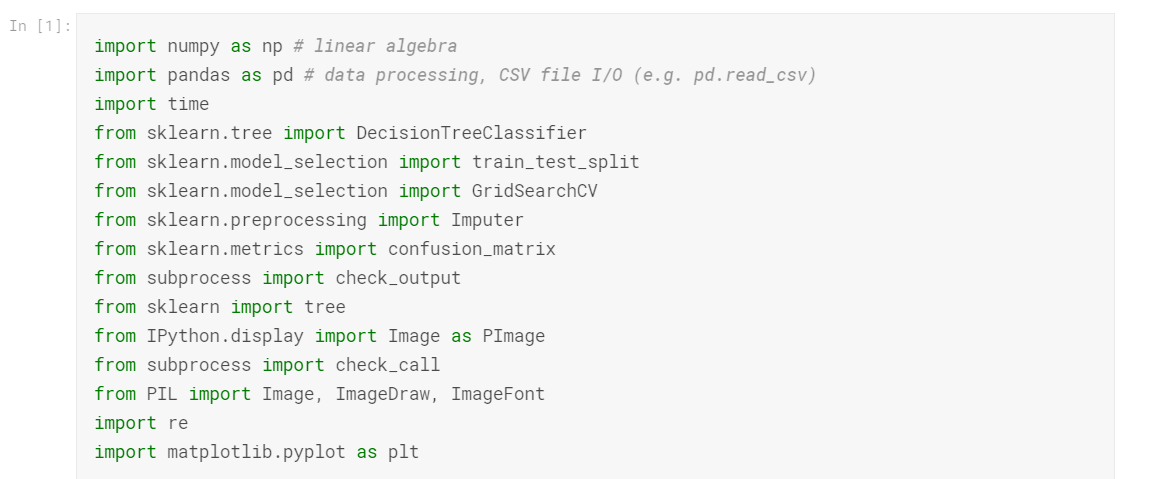 In [1]:
import numpy as np # linear algebra
import pandas as pd # data processing, CSV file I/O (e.g. pd.read_csv)
import time
from sklearn.tree import DecisionTreeClassifier
from sklearn.model_selection import train_test_split
from sklearn.model_selection import GridSearchCV
from sklearn.preprocessing import Imputer
from sklearn.metrics import confusion_matrix
from subprocess import check_output
from sklearn import tree
from IPython.display import Image as PImage
from subprocess import check_call
from PIL import Image, ImageDraw, ImageFont
import re
import matplotlib.pyplot as plt